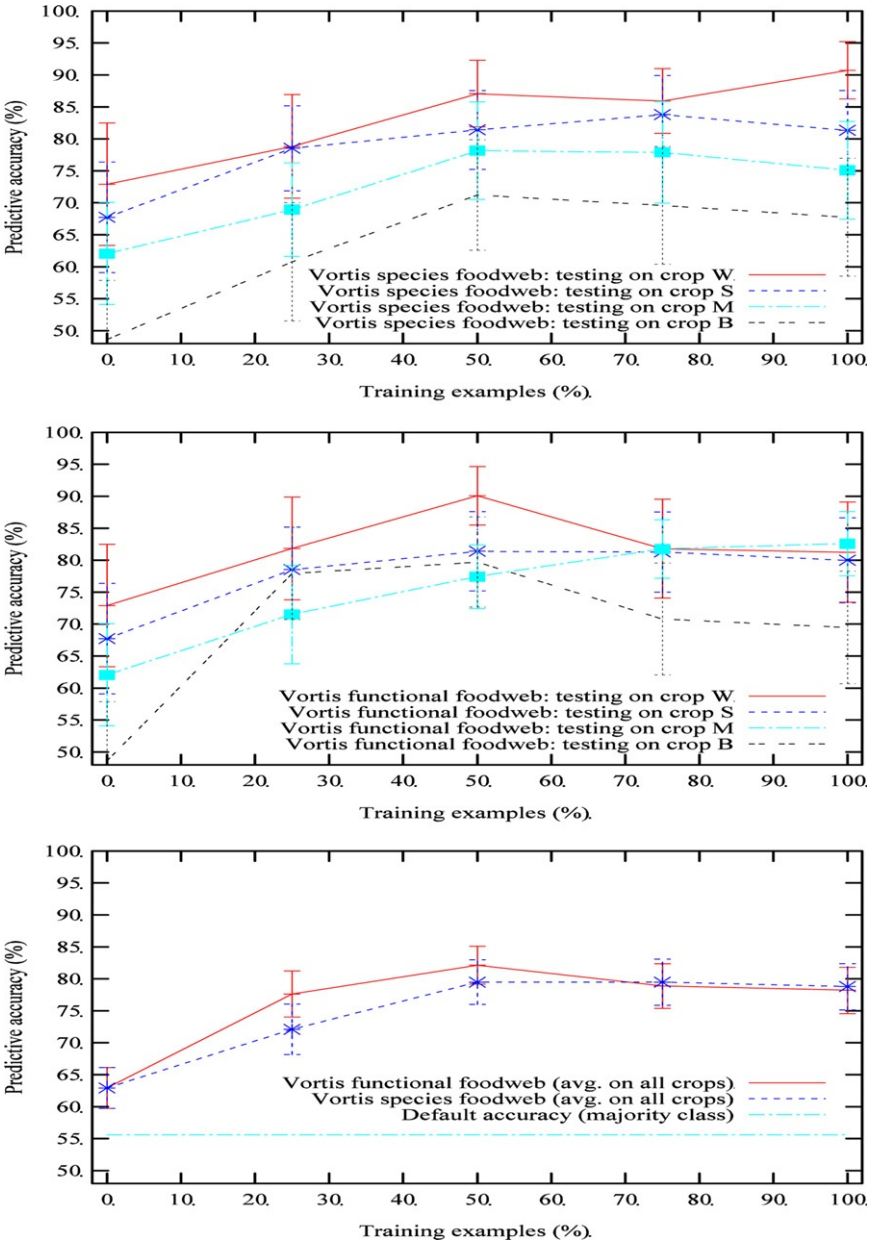 100.
95.
90.
85.
80.
75.
70.
65.
60.
55.
50.
Predictive accuracy (%)
Vortis species foodweb: testing on crop W.
Vortis species foodweb: testing on crop S
Vortis species foodweb: testing on crop M
Vortis species foodweb: testing on crop B
0. 10. 20. 30. 40. 50. 60. 70. 80. 90. 100.
Training examples (%).
100.
95.
90.
85.
80.
75.
70.
65.
60.
55.
50.
Predictive accuracy (%)
Vortis functional foodweb: testing on crop W.
Vortis functional foodweb: testing on crop S
Vortis functional foodweb: testing on crop M
Vortis functional foodweb: testing on crop B
0. 10. 20. 30. 40. 50. 60. 70. 80. 90. 100.
Training examples (%).
100.
95.
90.
85.
80.
75.
70.
65.
60.
55.
50.
Predictive accuracy (%)
Vortis functional foodweb (avg. on all crops).
Vortis species foodweb (avg. on all crops)
Default accuracy (majority class)
0. 10. 20. 30. 40. 50. 60. 70. 80. 90. 100.
Training examples (%).